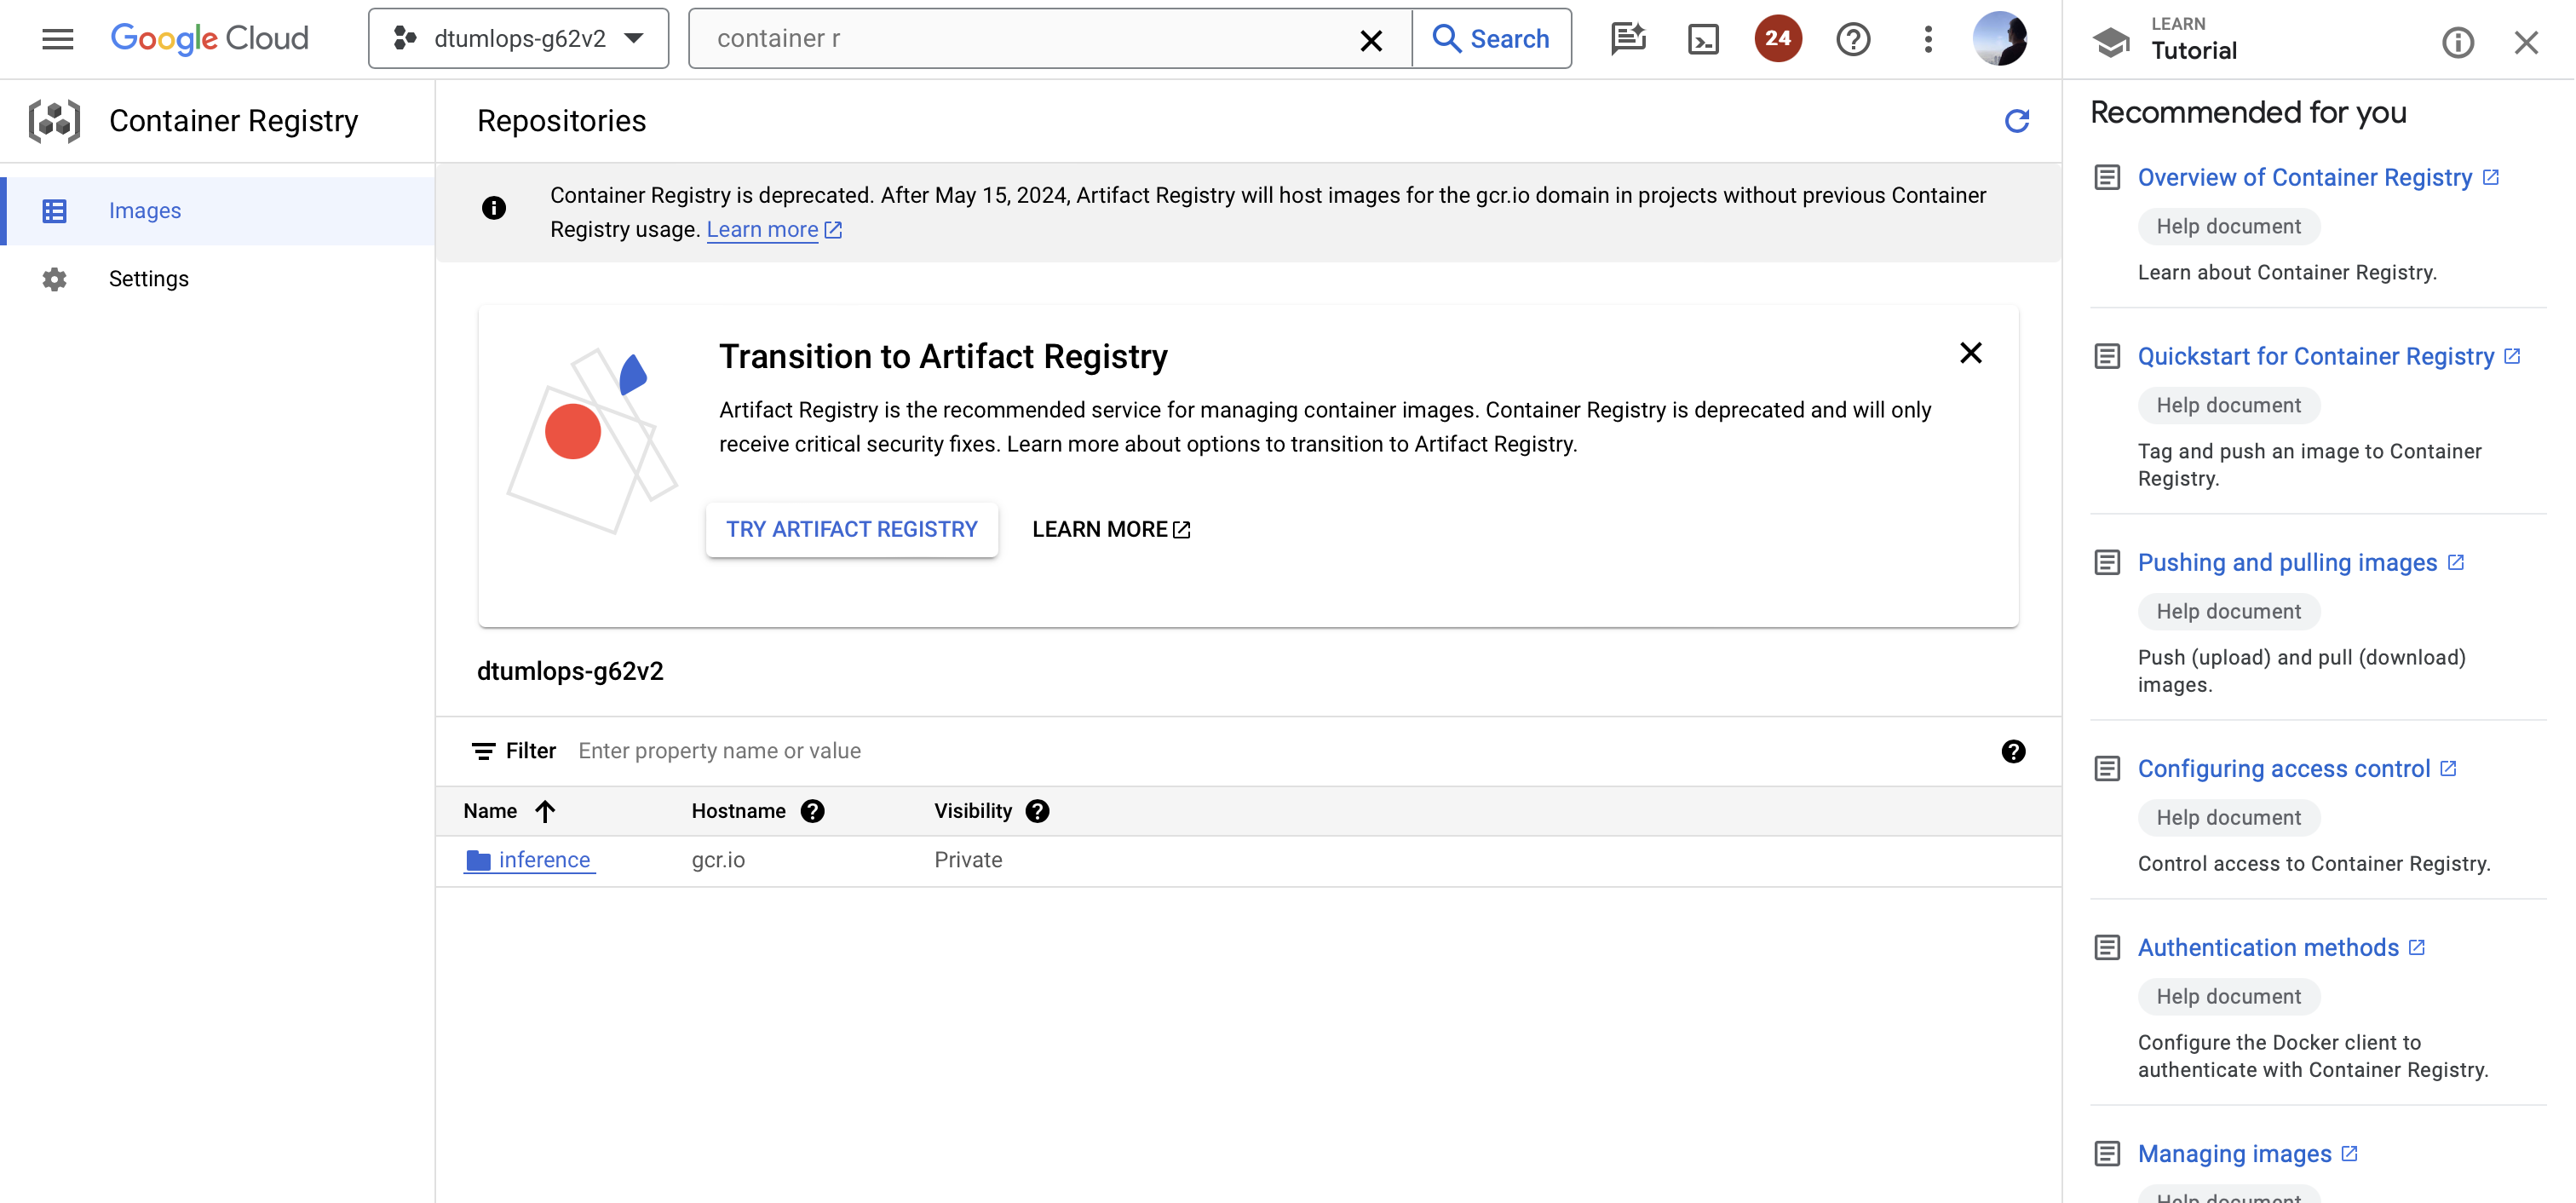 Google Cloud
dtumlops-g62v2
container r
Search
24
LEARN
Tutorial
Container Registry
Images
Settings
Repositories
Container Registry is deprecated. After May 15, 2024, Artifact Registry will host images for the gcr.io domain in projects without previous Container
Registry usage. Learn more
Transition to Artifact Registry
Artifact Registry is the recommended service for managing container images. Container Registry is deprecated and will only
receive critical security fixes. Learn more about options to transition to Artifact Registry.
TRY ARTIFACT REGISTRY LEARN MORE
dtumlops-g62v2
Filter Enter property name or value
Name Hostname Visibility
inference gcr.io Private
Recommended for you
Overview of Container Registry
Help document
Learn about Container Registry.
Quickstart for Container Registry
Help document
Tag and push an image to Container
Registry.
Pushing and pulling images
Help document
Push (upload) and pull (download)
images.
Configuring access control
Help document
Control access to Container Registry.
Authentication methods
Help document
Configure the Docker client to
authenticate with Container Registry.
Managing images
Help document